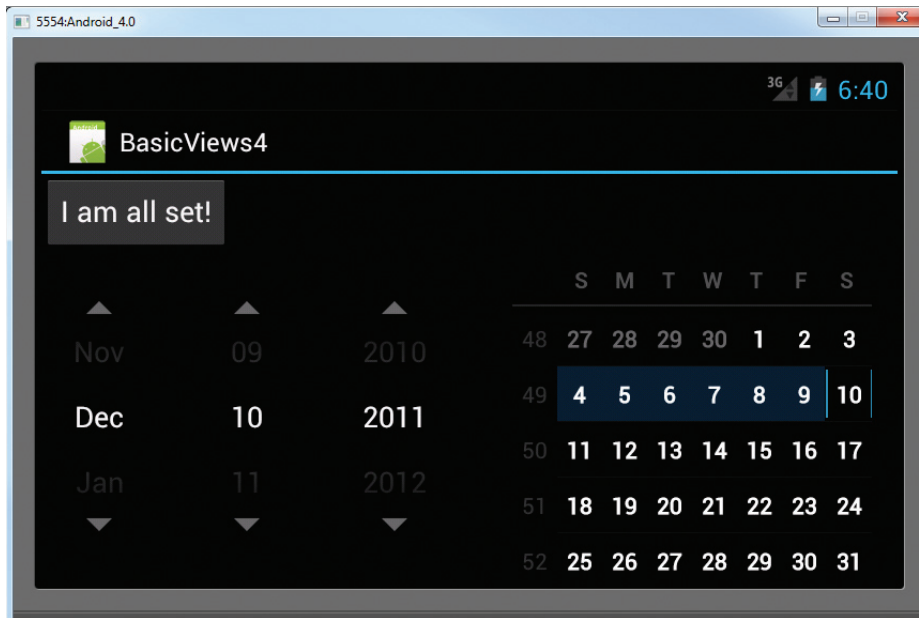 5554:Android_4.0
3G 6:40
BasicViews4
I am all set!
S M T W T F S
Nov 09 2010
48 27 28 29 30 1 2 3
49 4 5 6 7 8 9 10
Dec 10 2011
50 11 12 13 14 15 16 17
Jan 11 2012
51 18 19 20 21 22 23 24
52 25 26 27 28 29 30 31